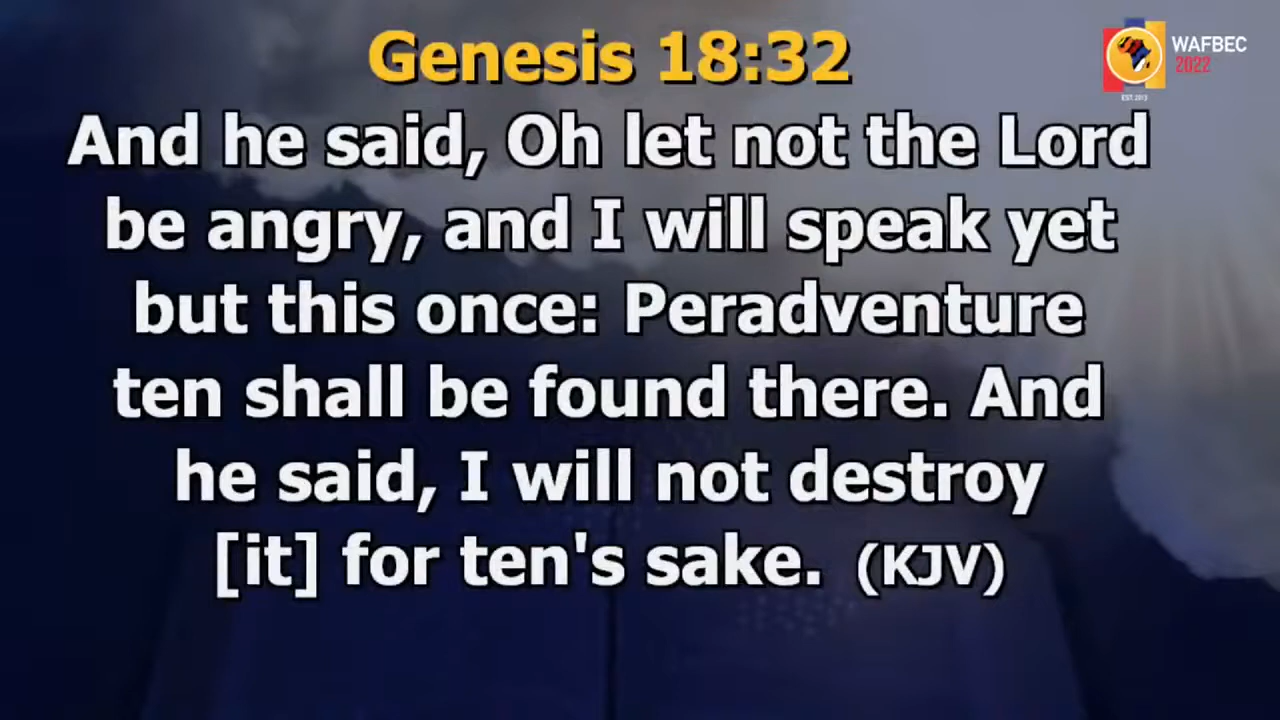 Genesis 18:32
WAFBEC
2022
EST. 2013
And he said, Oh let not the Lord
be angry, and I will speak yet
but this once: Peradventure
ten shall be found there. And
he said, I will not destroy
[it] for ten's sake. (KJV)